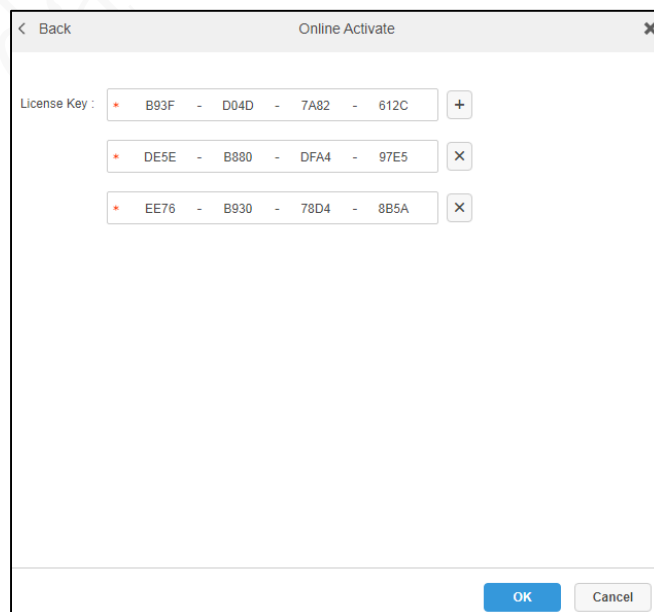 < Back Online Activate ×
License Key : * B93F - D04D - 7A82 - 612C +
* DE5E - B880 - DFA4 - 97E5 ×
* EE76 - B930 - 78D4 - 8B5A ×
OK Cancel